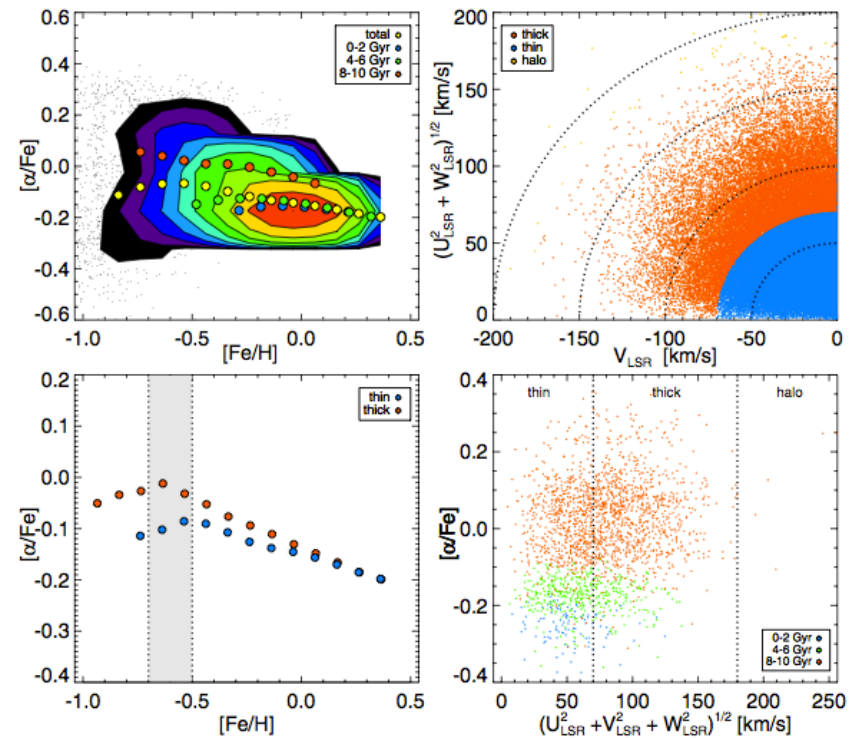 0.6
0.4
0.2
0.0
-0.2
-0.4
-0.6
[α/Fe]
total
0-2 Gyr
4-6 Gyr
8-10 Gyr
-1.0 -0.5 0.0 0.5
[Fe/H]
200
150
100
50
0
(U²LSR + W²LSR)^1/2 [km/s]
thick
thin
halo
-200 -150 -100 -50 0
VLSR [km/s]
0.2
0.1
0.0
-0.1
-0.2
-0.3
-0.4
[α/Fe]
thin
thick
-1.0 -0.5 0.0 0.5
[Fe/H]
0.4
0.2
0.0
-0.2
-0.4
[α/Fe]
thin thick halo
0-2 Gyr
4-6 Gyr
8-10 Gyr
0 50 100 150 200 250
(U²LSR +V²LSR + W²LSR)^1/2 [km/s]